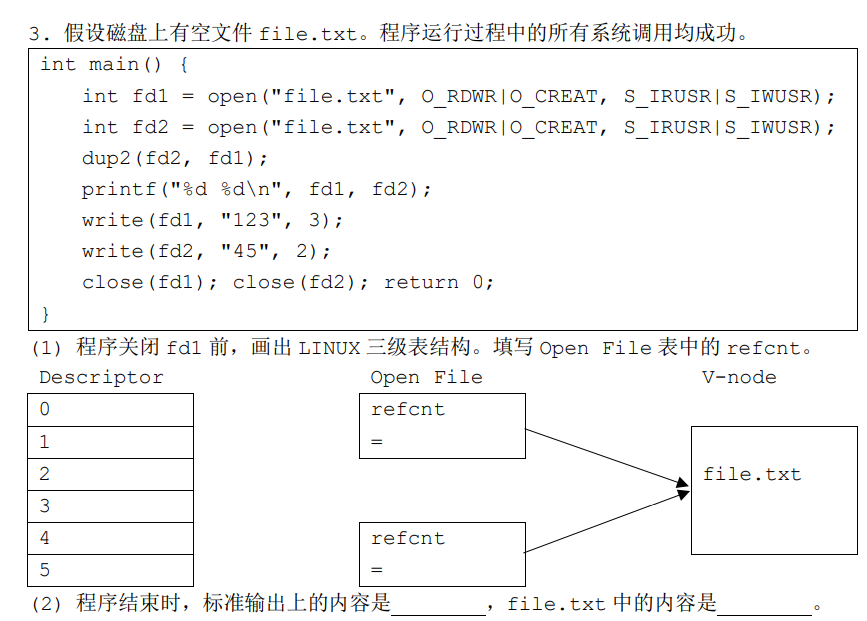 3. 假设磁盘上有空文件 file.txt。程序运行过程中的所有系统调用均成功。
int main() {
int fd1 = open("file.txt", O_RDWR|O_CREAT, S_IRUSR|S_IWUSR);
int fd2 = open("file.txt", O_RDWR|O_CREAT, S_IRUSR|S_IWUSR);
dup2(fd2, fd1);
printf("%d %d\n", fd1, fd2);
write(fd1, "123", 3);
write(fd2, "45", 2);
close(fd1); close(fd2); return 0;
}
(1) 程序关闭 fd1 前，画出 LINUX 三级表结构。填写 Open File 表中的 refcnt。
Descriptor Open File V-node
0
1
2
3
4
5
refcnt
=
refcnt
=
file.txt
(2) 程序结束时，标准输出上的内容是________，file.txt 中的内容是________。